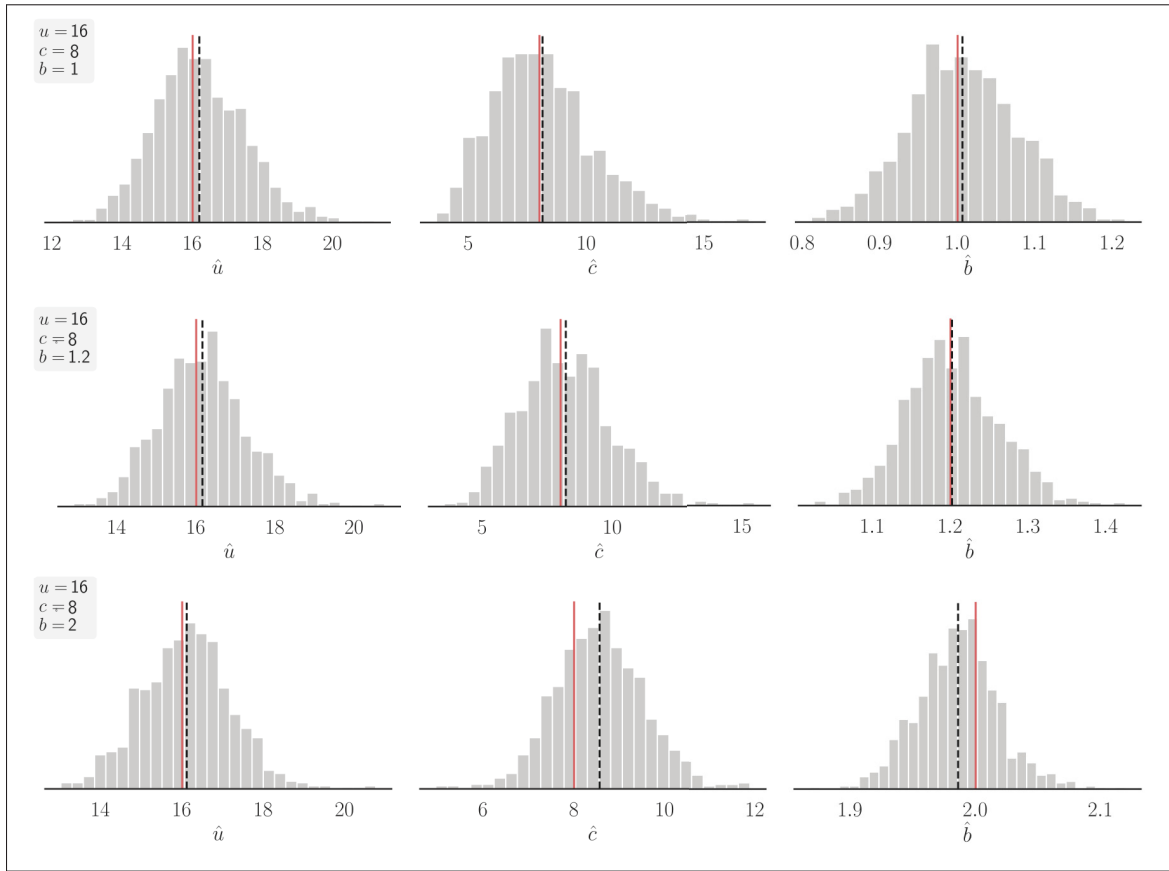 u = 16
c = 8
b = 1
12 14 16 18 20
û
5 10 15
ĉ
0.8 0.9 1.0 1.1 1.2
b̂
u = 16
c = 8
b = 1.2
14 16 18 20
û
5 10 15
ĉ
1.1 1.2 1.3 1.4
b̂
u = 16
c = 8
b = 2
14 16 18 20
û
6 8 10 12
ĉ
1.9 2.0 2.1
b̂